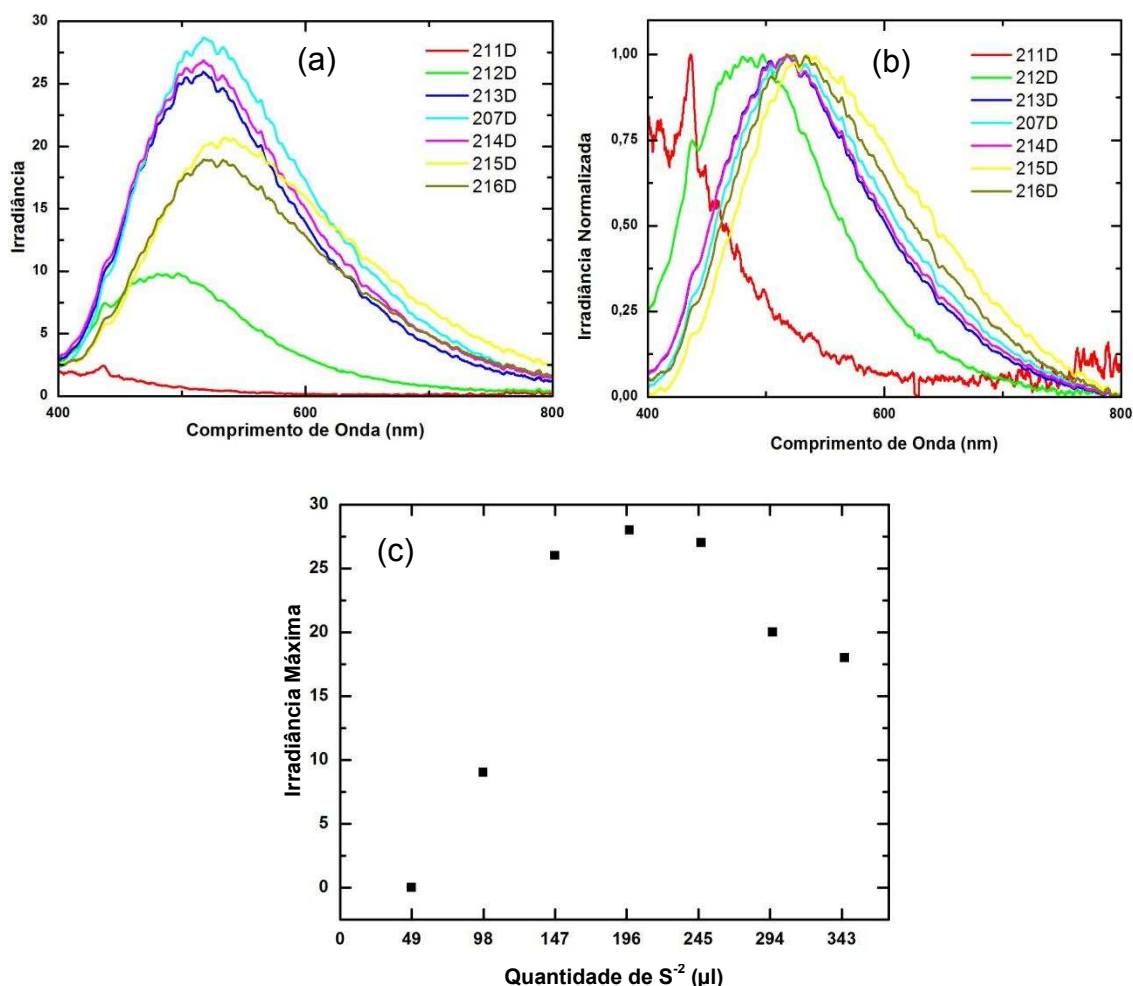 (a)
Irradiância
30
25
20
15
10
5
0
400
600
800
Comprimento de Onda (nm)
211D
212D
213D
207D
214D
215D
216D
(b)
Irradiância Normalizada
1,00
0,75
0,50
0,25
0,00
400
600
800
Comprimento de Onda (nm)
211D
212D
213D
207D
214D
215D
216D
(c)
Irradiância Máxima
30
25
20
15
10
5
0
0
49
98
147
196
245
294
343
Quantidade de S⁻² (µl)